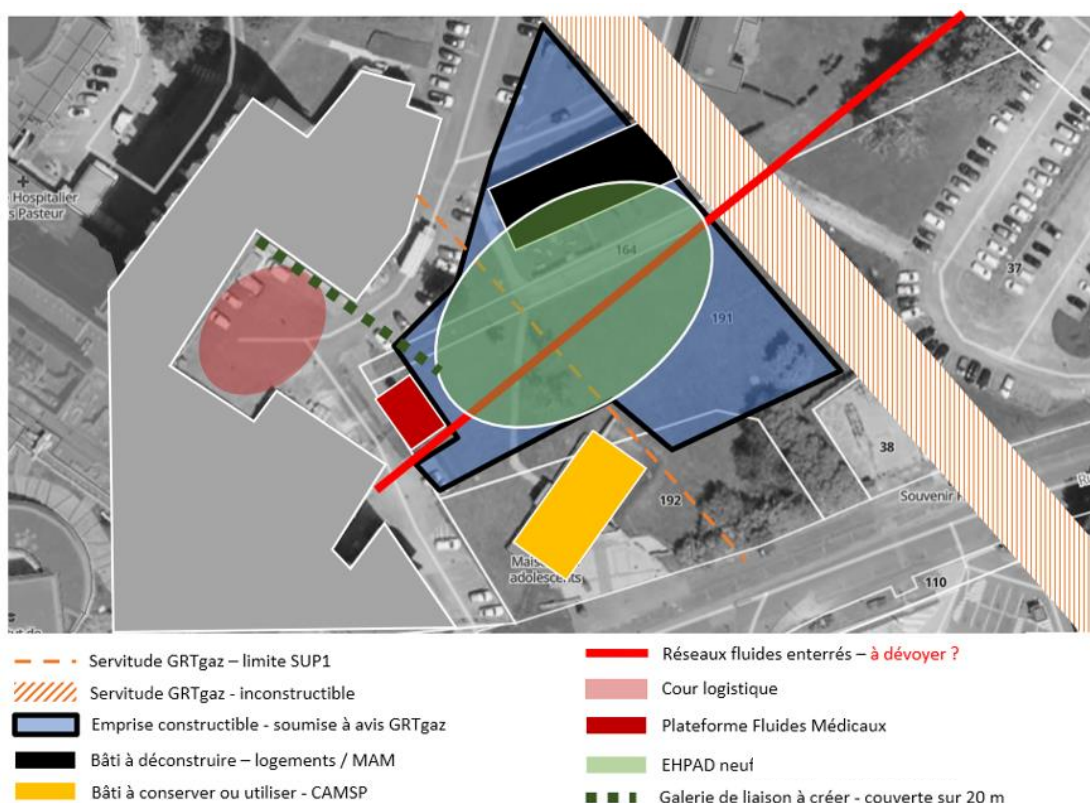 Hospitalier
s Pasteur
164
191
37
38
192
Souvenir
110
adolescents
Servitude GRTgaz – limite SUP1
Servitude GRTgaz - inconstructible
Emprise constructible - soumise à avis GRTgaz
Bâti à déconstruire – logements / MAM
Bâti à conserver ou utiliser - CAMSP
Réseaux fluides enterrés – à dévoyer ?
Cour logistique
Plateforme Fluides Médicaux
EHPAD neuf
Galerie de liaison à créer - couverte sur 20 m